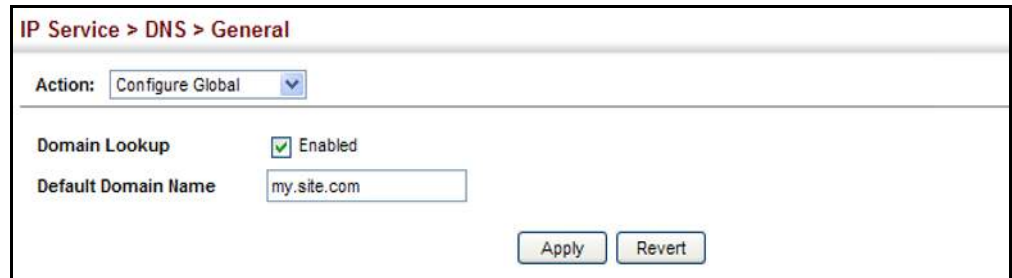 IP Service > DNS > General
Action: Configure Global
Domain Lookup Enabled
Default Domain Name my.site.com
Apply Revert